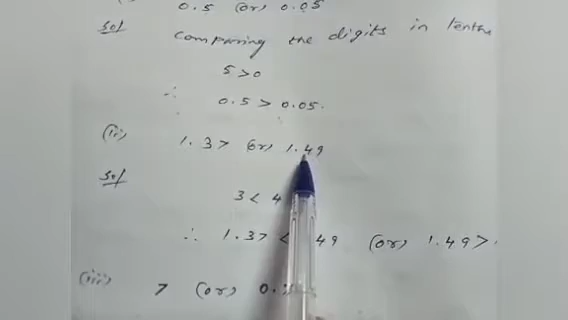 0.5 (or) 0.05
Sol Comparing the digits in tenths
5>0
∴ 0.5 > 0.05.
(ii) 1.37 (or) 1.49
Sol
3 < 4
∴ 1.37 < 49 (or) 1.49 >
(iii) 7 (or) 0.